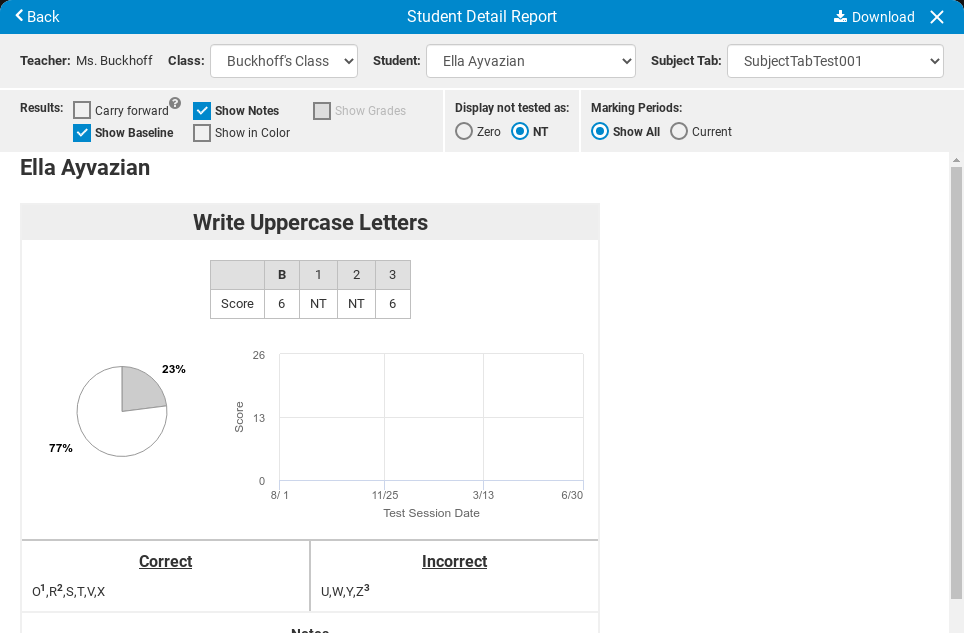 Back Student Detail Report Download
Teacher: Ms. Buckhoff Class: Buckhoff's Class Student: Ella Ayvazian Subject Tab: SubjectTabTest001
Results: Carry forward ? Show Notes Show Grades Display not tested as: Marking Periods:
Show Baseline Show in Color Zero NT Show All Current
Ella Ayvazian
Write Uppercase Letters
B 1 2 3
Score 6 NT NT 6
23%
77%
26
13
0
Score
8/ 1 11/25 3/13 6/30
Test Session Date
Correct Incorrect
O¹,R²,S,T,V,X U,W,Y,Z³
Notes